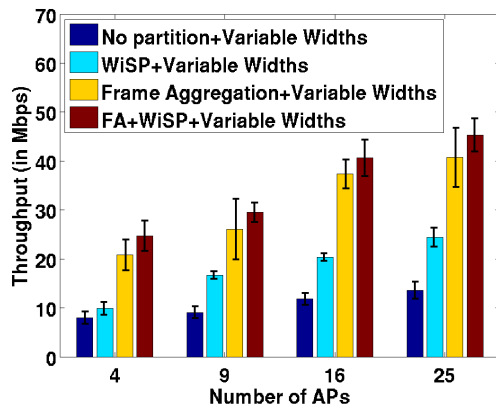 Throughput (in Mbps)
70
60
50
40
30
20
10
0
No partition+Variable Widths
WiSP+Variable Widths
Frame Aggregation+Variable Widths
FA+WiSP+Variable Widths
4 9 16 25
Number of APs